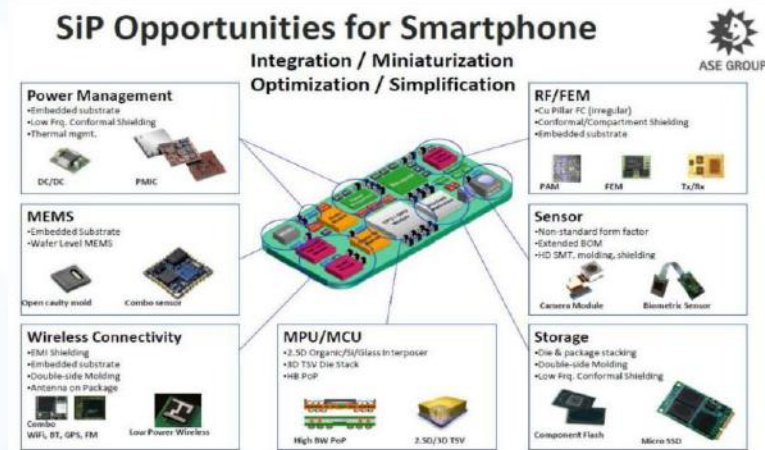 SiP Opportunities for Smartphone
Integration / Miniaturization
Optimization / Simplification
ASE GROUP
Power Management
•Embedded substrate
•Low Frq. Conformal Shielding
•Thermal mgmt.
DC/DC
PMIC
RF/FEM
•Cu Pillar FC (irregular)
•Conformal/Compartment Shielding
•Embedded substrate
PAM
FEM
Tx/Rx
MEMS
•Embedded Substrate
•Wafer Level MEMS
Open cavity mold
Combo sensor
Sensor
•Non-standard form factor
•Extended BOM
•HD SMT, molding, shielding
Camera Module
Biometric Sensor
Wireless Connectivity
•EMI Shielding
•Embedded substrate
•Double-side Molding
•Antenna on Package
Combo
WiFi, BT, GPS, FM
Low Power Wireless
MPU/MCU
•2.5D Organic/Si/Glass Interposer
•3D TSV Die Stack
•HB PoP
High BW PoP
2.5D/3D TSV
Storage
•Die & package stacking
•Double-side Molding
•Low Frq. Conformal Shielding
Component Flash
Micro SSD